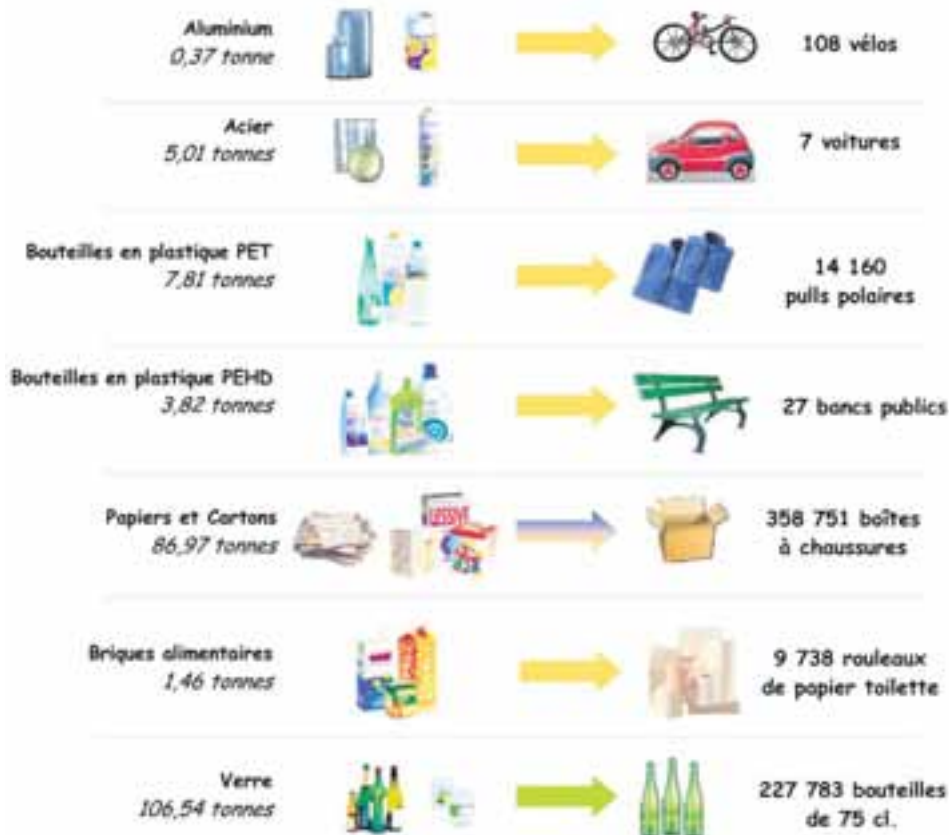 Aluminium
0,37 tonne
108 vélos
Acier
5,01 tonnes
7 voitures
Bouteilles en plastique PET
7,81 tonnes
14 160
pulls polaires
Bouteilles en plastique PEHD
3,82 tonnes
27 bancs publics
Papiers et Cartons
86,97 tonnes
LESSIVE
358 751 boîtes
à chaussures
Briques alimentaires
1,46 tonnes
9 738 rouleaux
de papier toilette
Verre
106,54 tonnes
227 783 bouteilles
de 75 cl.